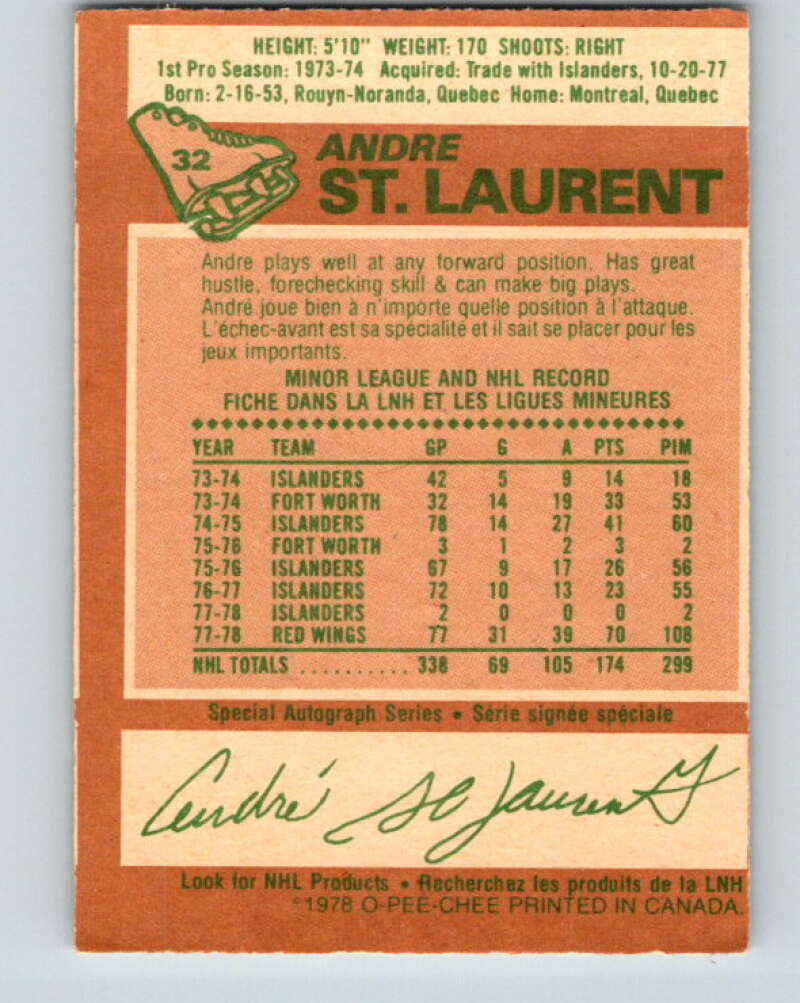 HEIGHT: 5'10" WEIGHT: 170 SHOOTS: RIGHT
1st Pro Season: 1973-74 Acquired: Trade with Islanders, 10-20-77
Born: 2-16-53, Rouyn-Noranda, Quebec Home: Montreal, Quebec
32
ANDRE
ST. LAURENT
Andre plays well at any forward position. Has great
hustle, forechecking skill & can make big plays.
André joue bien à n'importe quelle position à l'attaque.
L'échec-avant est sa spécialité et il sait se placer pour les
jeux importants.
MINOR LEAGUE AND NHL RECORD
FICHE DANS LA LNH ET LES LIGUES MINEURES
YEAR TEAM GP G A PTS PIM
73-74 ISLANDERS 42 5 9 14 18
73-74 FORT WORTH 32 14 19 33 53
74-75 ISLANDERS 78 14 27 41 60
75-76 FORT WORTH 3 1 2 3 2
75-76 ISLANDERS 67 9 17 26 56
76-77 ISLANDERS 72 10 13 23 55
77-78 ISLANDERS 2 0 0 0 2
77-78 RED WINGS 77 31 39 70 108
NHL TOTALS .......... 338 69 105 174 299
Special Autograph Series • Série signée spéciale
André St Laurent
Look for NHL Products • Recherchez les produits de la LNH
©1978 O-PEE-CHEE PRINTED IN CANADA.